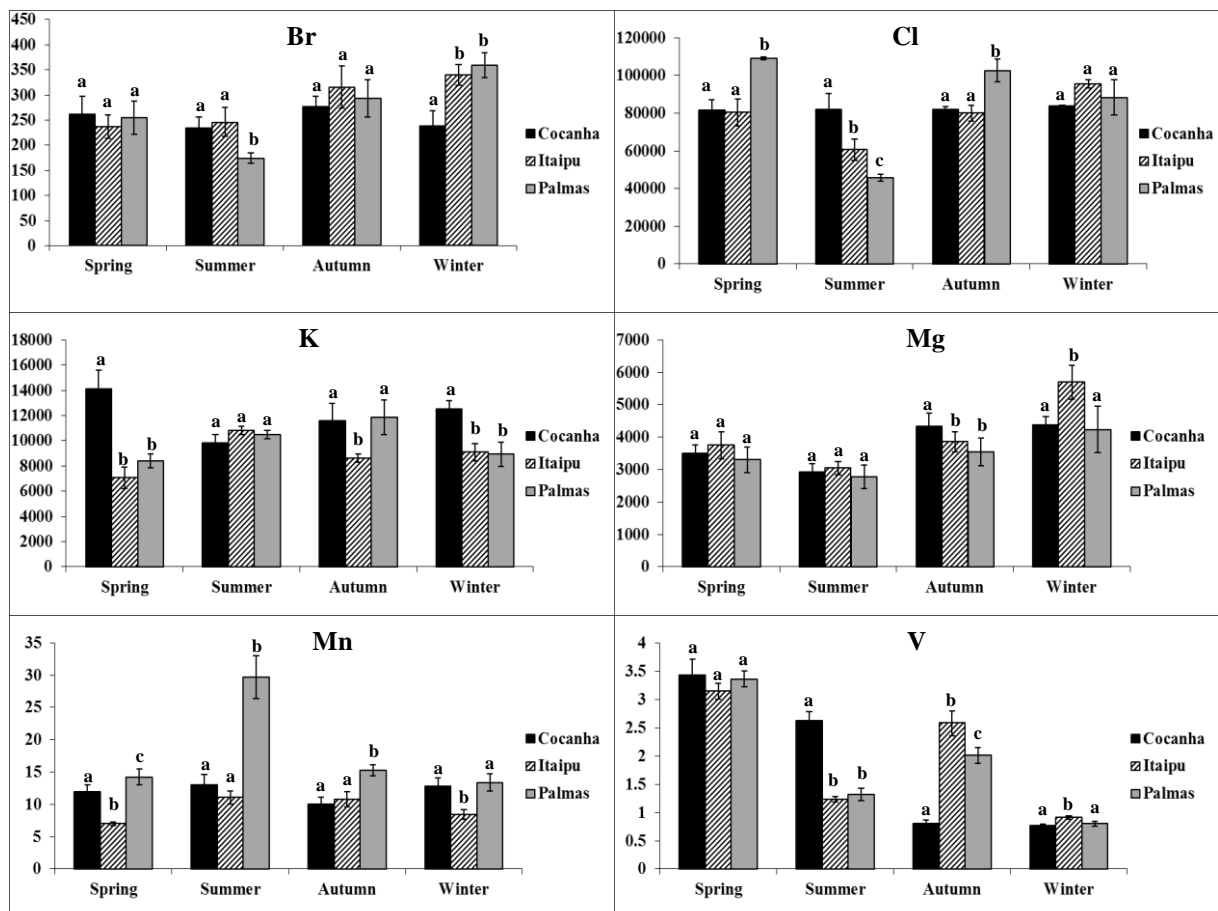 Br
450
400
350
300
250
200
150
100
50
0
a a a
a a b
a a a
a b b
Spring Summer Autumn Winter
Cocanha
Itaipu
Palmas
Cl
120000
100000
80000
60000
40000
20000
0
a a b
a b c
a a b
a a a
Spring Summer Autumn Winter
Cocanha
Itaipu
Palmas
K
18000
16000
14000
12000
10000
8000
6000
4000
2000
0
a b b
a a a
a b a
a b b
Spring Summer Autumn Winter
Cocanha
Itaipu
Palmas
Mg
7000
6000
5000
4000
3000
2000
1000
0
a a a
a a a
a b b
a b a
Spring Summer Autumn Winter
Cocanha
Itaipu
Palmas
Mn
35
30
25
20
15
10
5
0
a b c
a a b
a a b
a b a
Spring Summer Autumn Winter
Cocanha
Itaipu
Palmas
V
4
3.5
3
2.5
2
1.5
1
0.5
0
a a a
a b b
a b c
a b a
Spring Summer Autumn Winter
Cocanha
Itaipu
Palmas